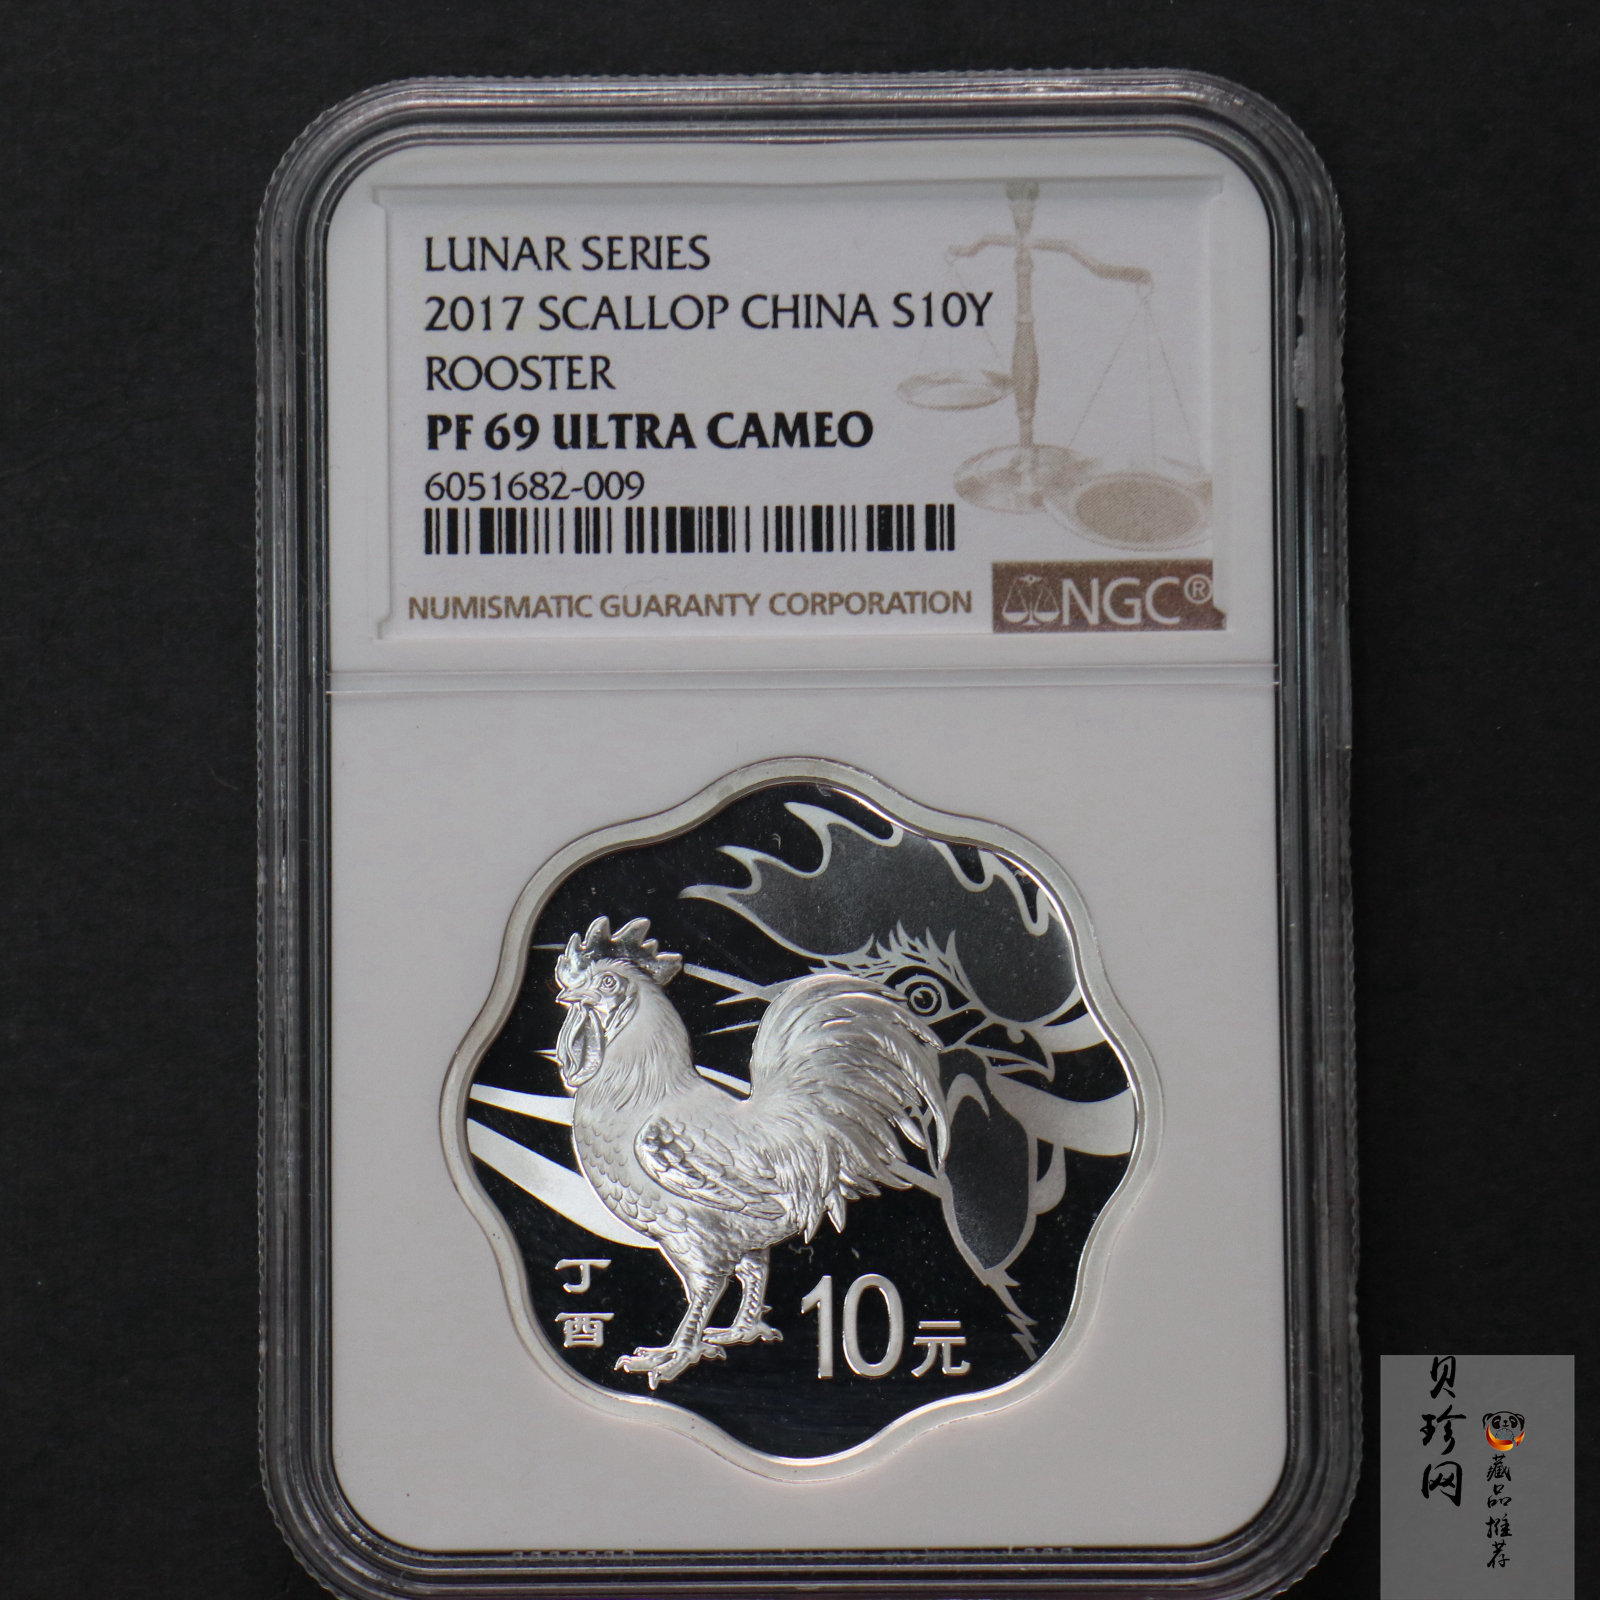 LUNAR SERIES
2017 SCALLOP CHINA S10Y
ROOSTER
PF 69 ULTRA CAMEO
6051682-009
NUMISMATIC GUARANTY CORPORATION
NGC®
丁酉
10元
贝珍网
藏品推荐